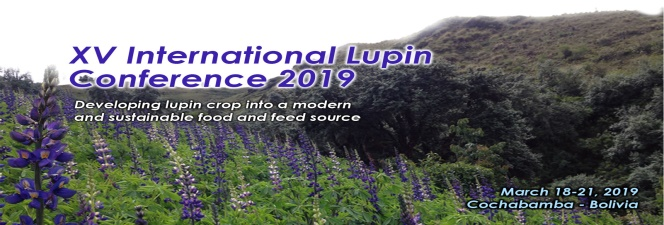 XV International Lupin
Conference 2019
Developing lupin crop into a modern
and sustainable food and feed source
March 18-21, 2019
Cochabamba - Bolivia